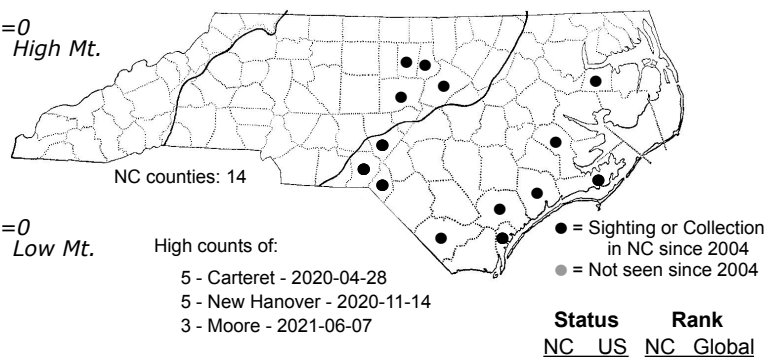 =0
High Mt.
NC counties: 14
=0
Low Mt.
High counts of:
5 - Carteret - 2020-04-28
5 - New Hanover - 2020-11-14
3 - Moore - 2021-06-07
= Sighting or Collection
in NC since 2004
= Not seen since 2004
Status Rank
NC US NC Global